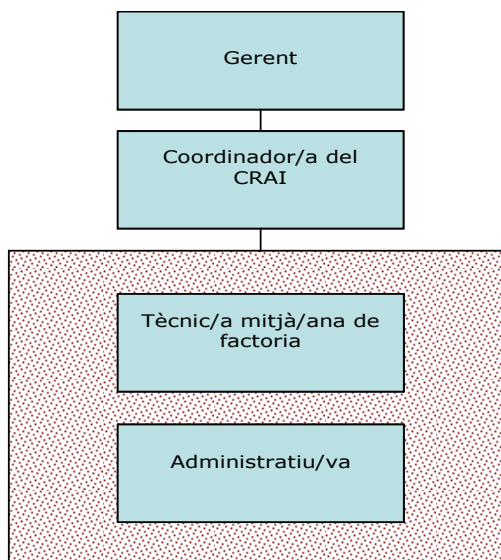 Gerent
Coordinador/a del
CRAI
Tècnic/a mitjà/ana de
factoria
Administratiu/va